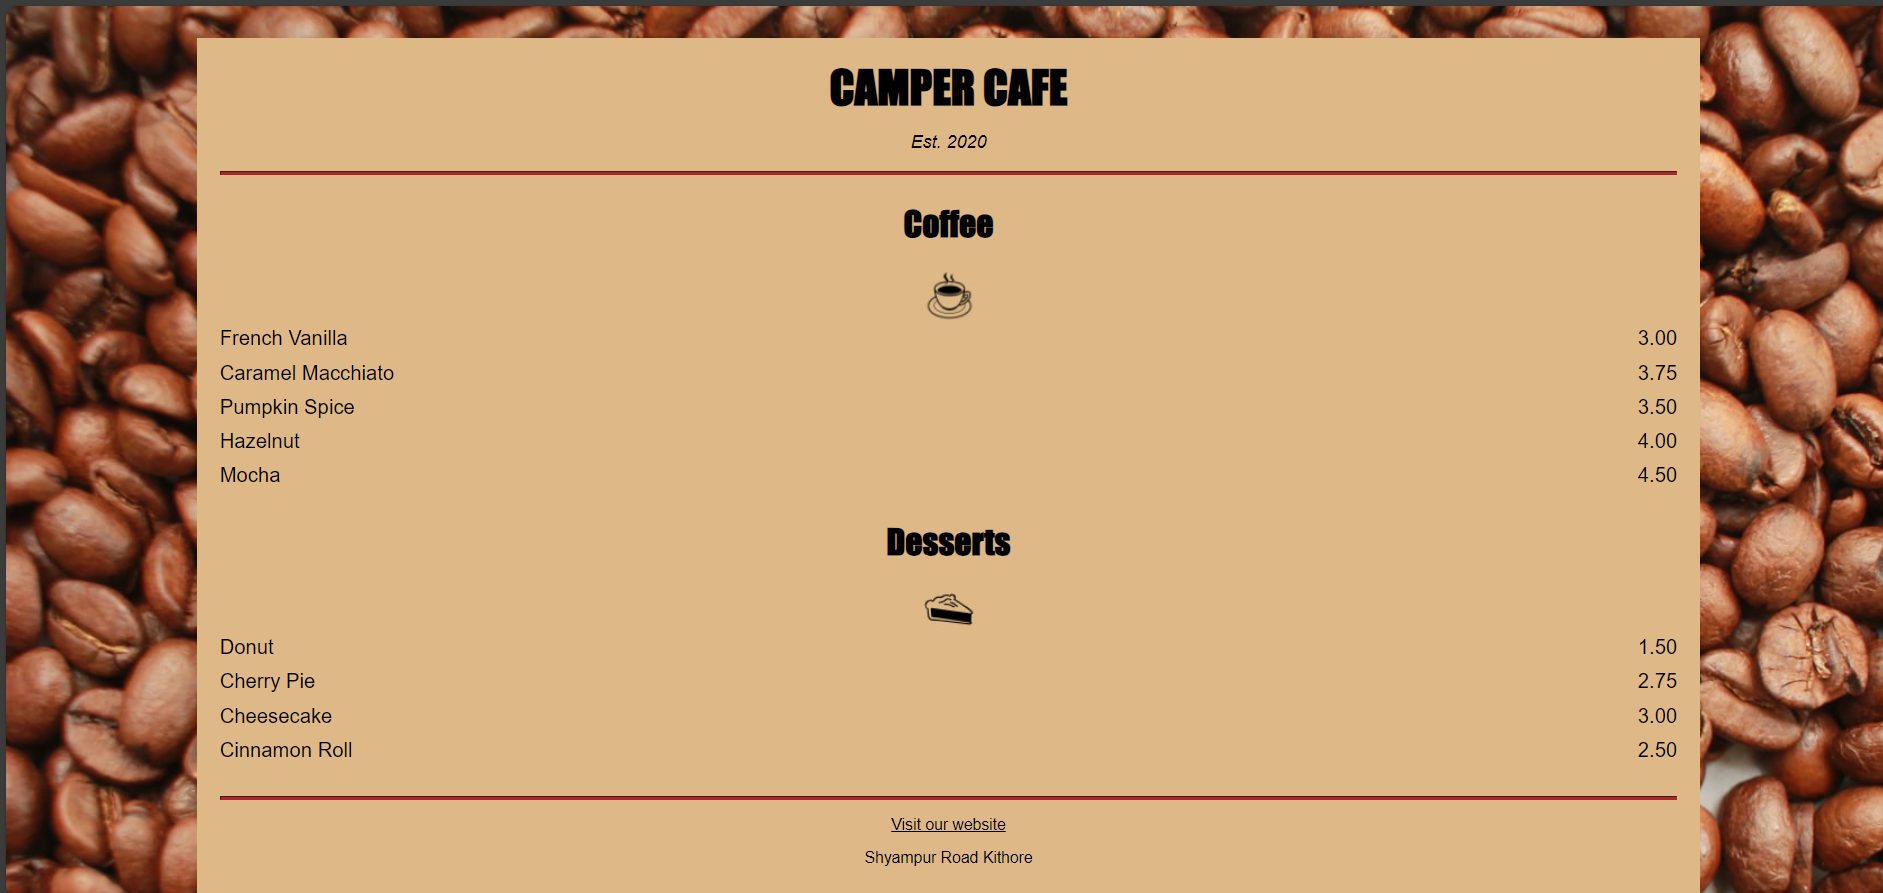 CAMPER CAFE
Est. 2020
Coffee
French Vanilla 3.00
Caramel Macchiato 3.75
Pumpkin Spice 3.50
Hazelnut 4.00
Mocha 4.50
Desserts
Donut 1.50
Cherry Pie 2.75
Cheesecake 3.00
Cinnamon Roll 2.50
Visit our website
Shyampur Road Kithore